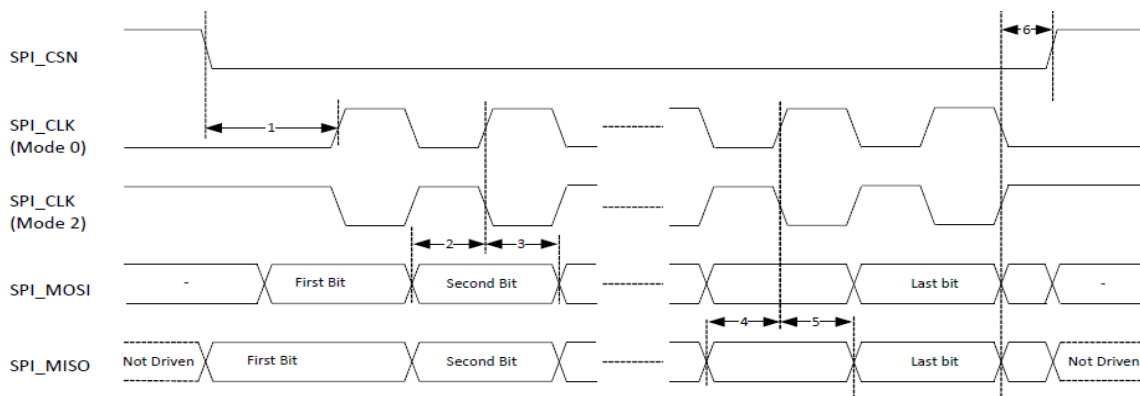 SPI_CSN
6
SPI_CLK
(Mode 0)
1
SPI_CLK
(Mode 2)
2
3
SPI_MOSI
-
First Bit
Second Bit
Last bit
-
4
5
SPI_MISO
Not Driven
First Bit
Second Bit
Last bit
Not Driven